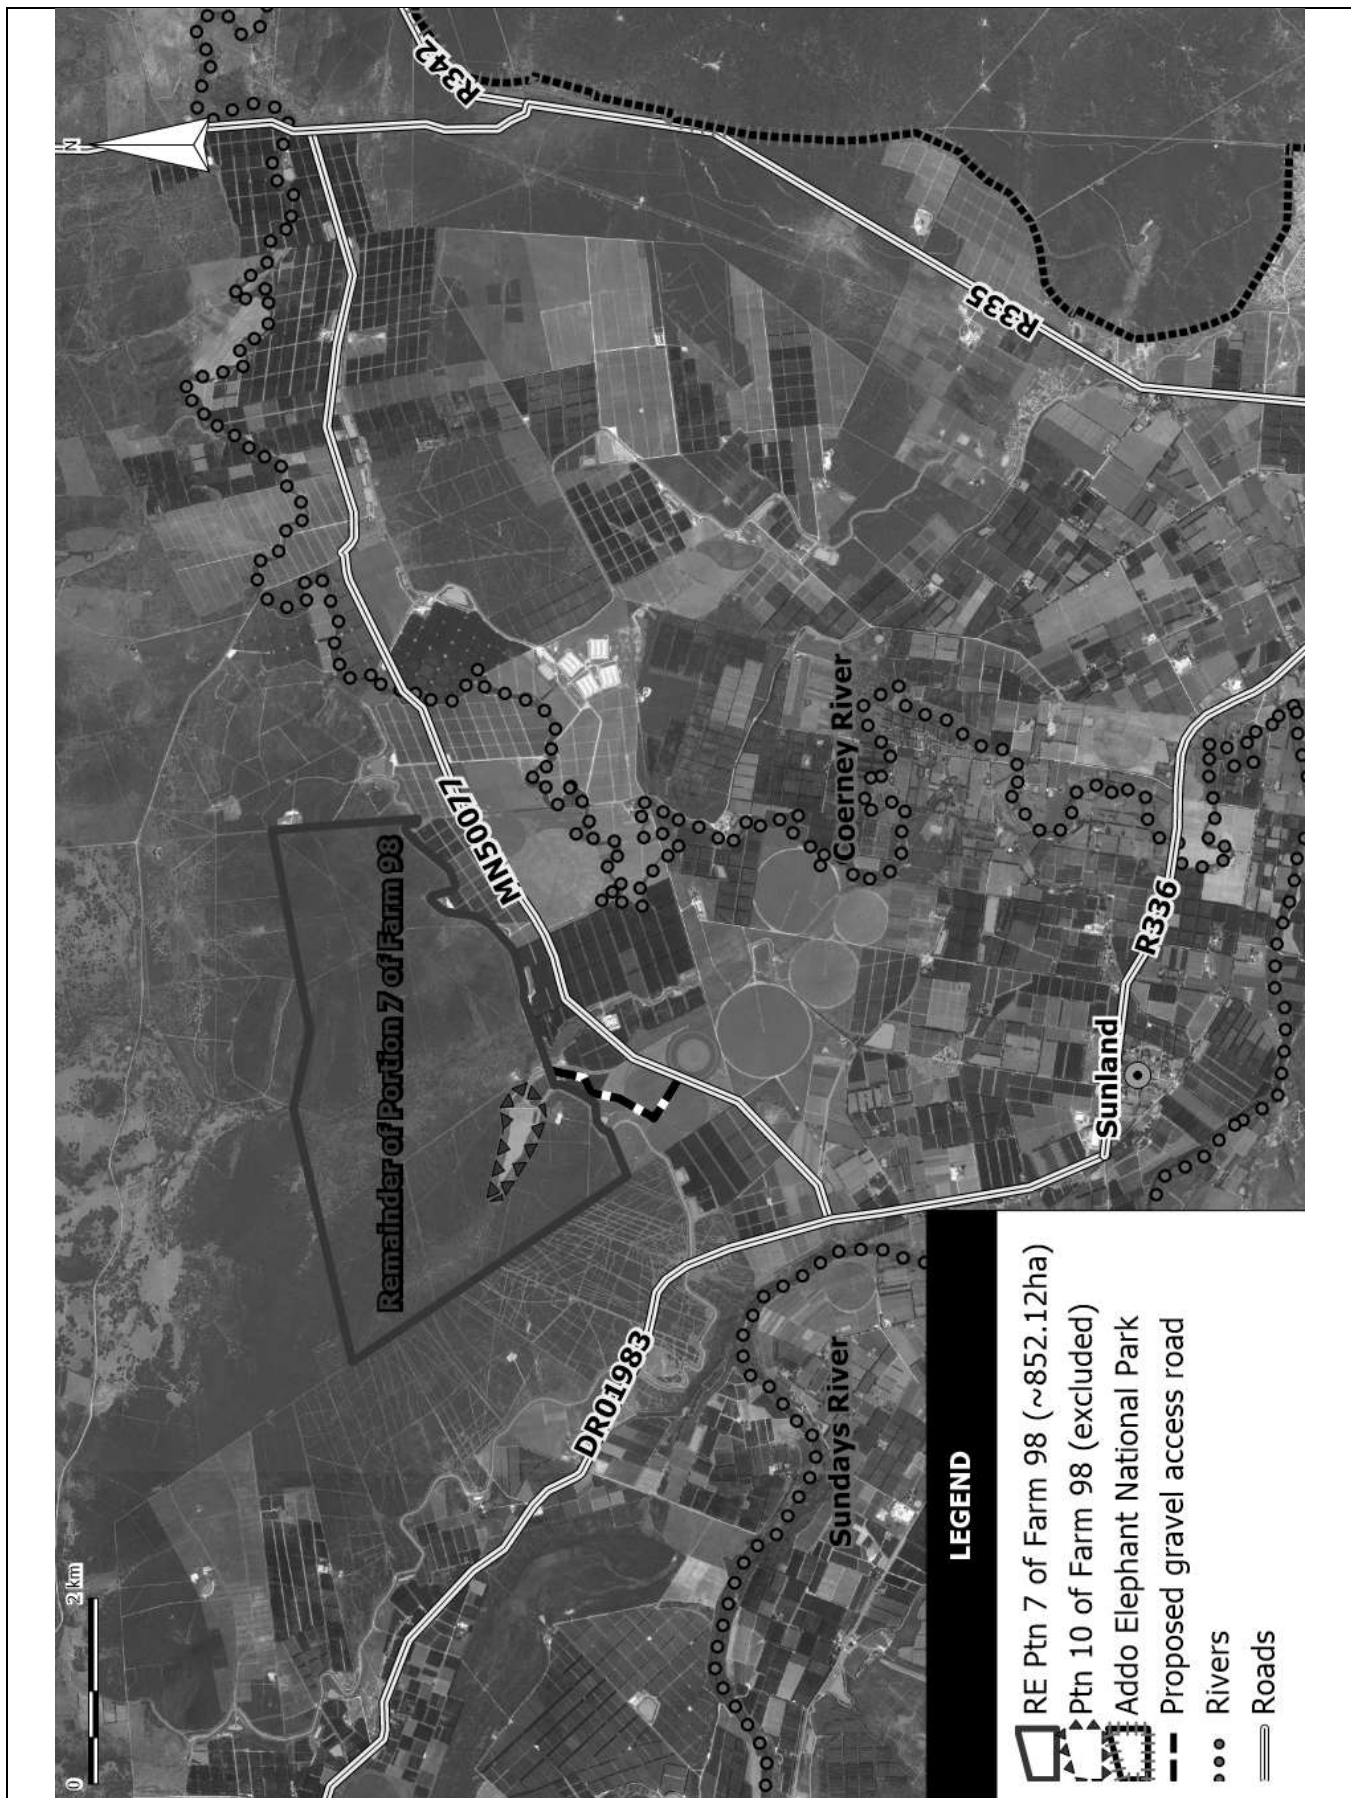 N
R342
R335
MN50077
Remainder of Portion 7 of Farm 98
Coerney River
R336
Sunland
DR01983
Sundays River
0 2 km
LEGEND
RE Ptn 7 of Farm 98 (~852.12ha)
Ptn 10 of Farm 98 (excluded)
Addo Elephant National Park
Proposed gravel access road
Rivers
Roads